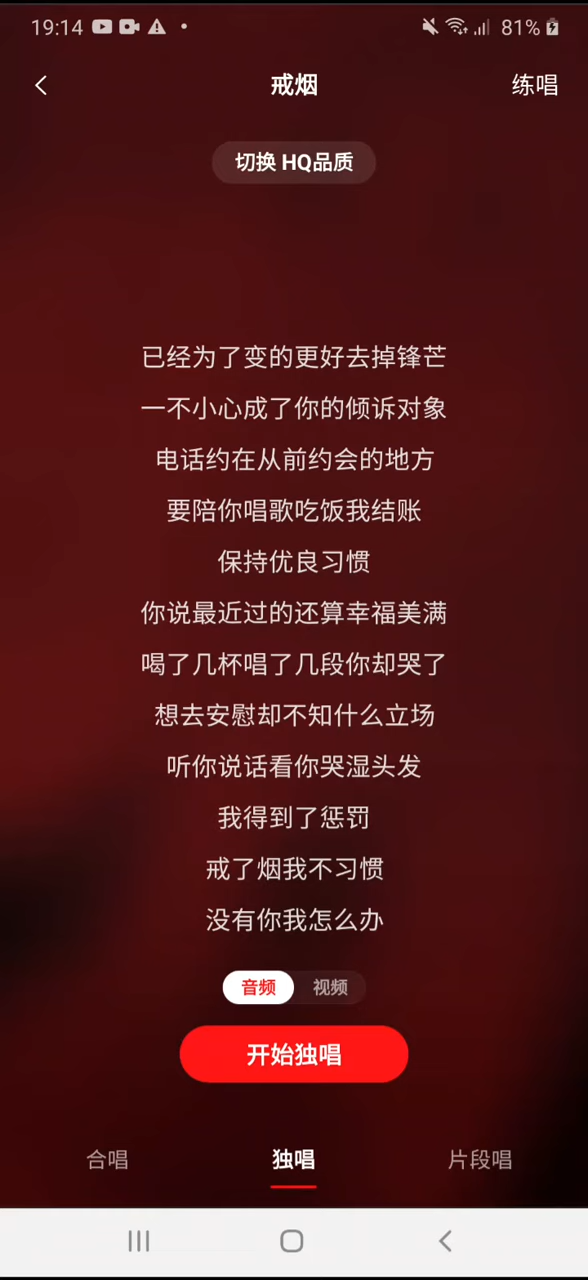 19:14
81%
戒烟
练唱
切换 HQ品质
已经为了变的更好去掉锋芒
一不小心成了你的倾诉对象
电话约在从前约会的地方
要陪你唱歌吃饭我结账
保持优良习惯
你说最近过的还算幸福美满
喝了几杯唱了几段你却哭了
想去安慰却不知什么立场
听你说话看你哭湿头发
我得到了惩罚
戒了烟我不习惯
没有你我怎么办
音频 视频
开始独唱
合唱 独唱 片段唱